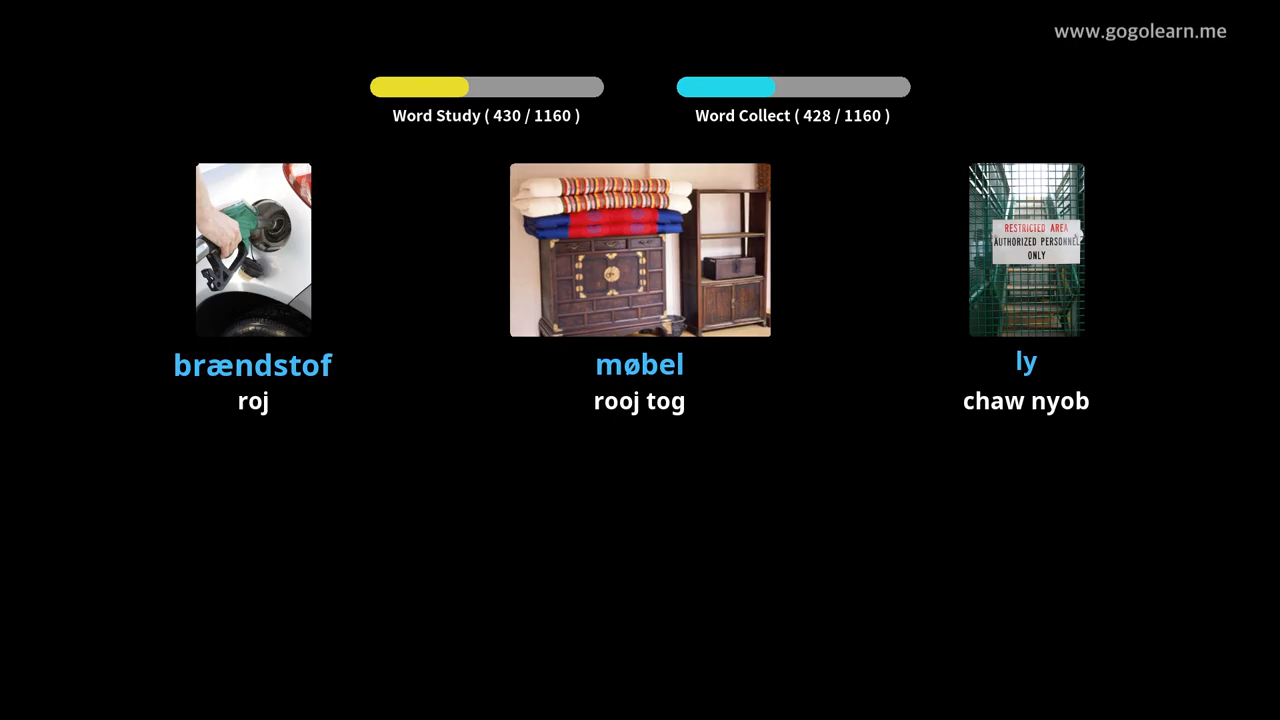 www.gogolearn.me
Word Study ( 430 / 1160 )
Word Collect ( 428 / 1160 )
RESTRICTED AREA
AUTHORIZED PERSONNEL
ONLY
brændstof
møbel
ly
roj
rooj tog
chaw nyob